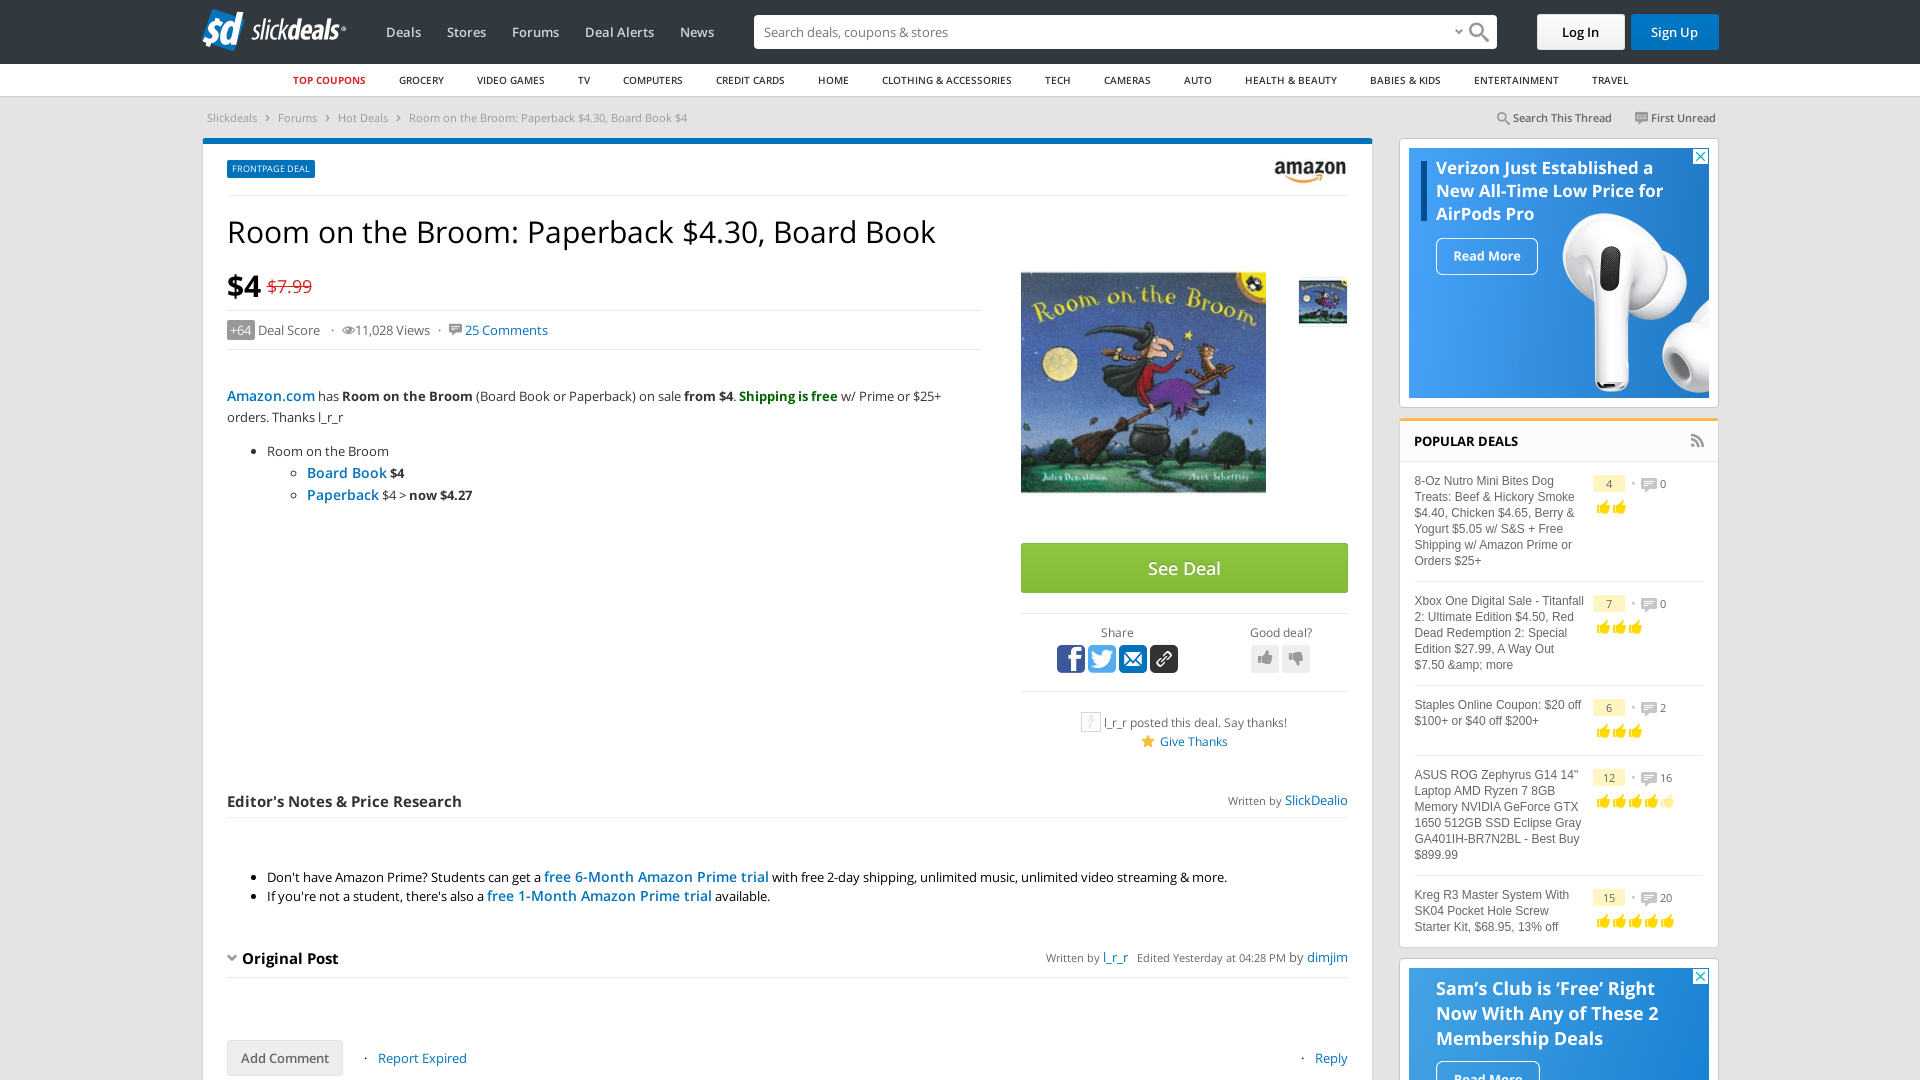 sd slickdeals
Deals Stores Forums Deal Alerts News
Search deals, coupons & stores
Log In Sign Up
TOP COUPONS GROCERY VIDEO GAMES TV COMPUTERS CREDIT CARDS HOME CLOTHING & ACCESSORIES TECH CAMERAS AUTO HEALTH & BEAUTY BABIES & KIDS ENTERTAINMENT TRAVEL
Slickdeals > Forums > Hot Deals > Room on the Broom: Paperback $4.30, Board Book $4
Search This Thread First Unread
FRONTPAGE DEAL
amazon
Room on the Broom: Paperback $4.30, Board Book
$4 $7.99
+64 Deal Score · 11,028 Views · 25 Comments
Amazon.com has Room on the Broom (Board Book or Paperback) on sale from $4. Shipping is free w/ Prime or $25+
orders. Thanks l_r_r
Room on the Broom
Board Book $4
Paperback $4 > now $4.27
Room on the Broom
Julia Donaldson Axel Scheffler
See Deal
Share Good deal?
l_r_r posted this deal. Say thanks!
Give Thanks
Editor's Notes & Price Research
Written by SlickDealio
Don't have Amazon Prime? Students can get a free 6-Month Amazon Prime trial with free 2-day shipping, unlimited music, unlimited video streaming & more.
If you're not a student, there's also a free 1-Month Amazon Prime trial available.
Original Post
Written by l_r_r Edited Yesterday at 04:28 PM by dimjim
Add Comment · Report Expired
· Reply
Verizon Just Established a
New All-Time Low Price for
AirPods Pro
Read More
POPULAR DEALS
8-Oz Nutro Mini Bites Dog
Treats: Beef & Hickory Smoke
$4.40, Chicken $4.65, Berry &
Yogurt $5.05 w/ S&S + Free
Shipping w/ Amazon Prime or
Orders $25+
4 • 0
Xbox One Digital Sale - Titanfall
2: Ultimate Edition $4.50, Red
Dead Redemption 2: Special
Edition $27.99, A Way Out
$7.50 &amp; more
7 • 0
Staples Online Coupon: $20 off
$100+ or $40 off $200+
6 • 2
ASUS ROG Zephyrus G14 14"
Laptop AMD Ryzen 7 8GB
Memory NVIDIA GeForce GTX
1650 512GB SSD Eclipse Gray
GA401IH-BR7N2BL - Best Buy
$899.99
12 • 16
Kreg R3 Master System With
SK04 Pocket Hole Screw
Starter Kit, $68.95, 13% off
15 • 20
Sam's Club is 'Free' Right
Now With Any of These 2
Membership Deals
Read More